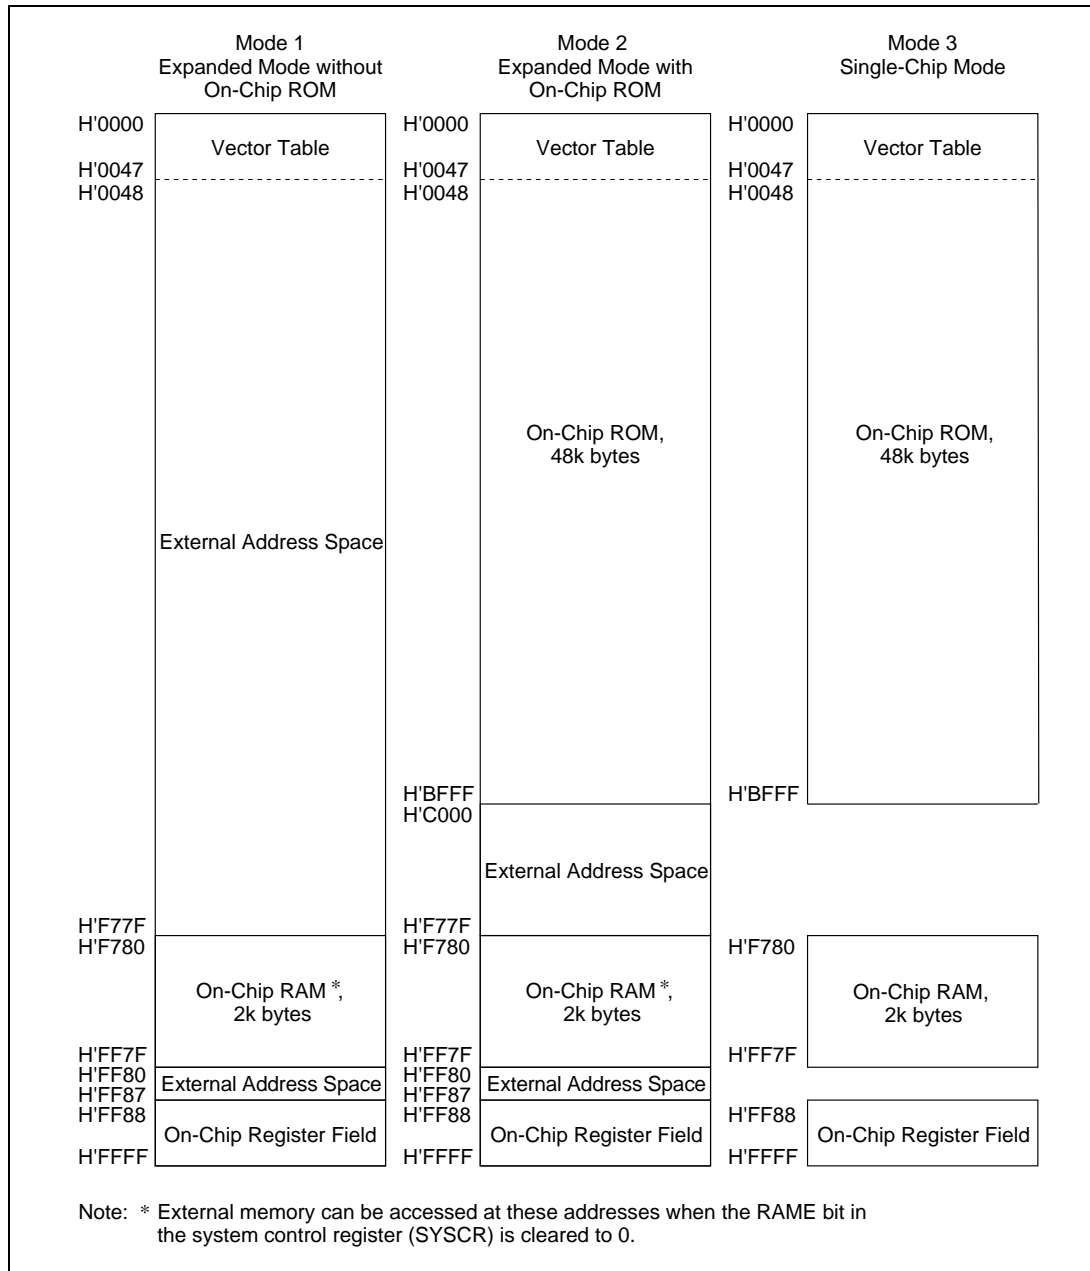 Mode 1
Expanded Mode without
On-Chip ROM
H'0000
Vector Table
H'0047
H'0048
External Address Space
H'F77F
H'F780
On-Chip RAM *,
2k bytes
H'FF7F
H'FF80
External Address Space
H'FF87
H'FF88
On-Chip Register Field
H'FFFF
Mode 2
Expanded Mode with
On-Chip ROM
H'0000
Vector Table
H'0047
H'0048
On-Chip ROM,
48k bytes
H'BFFF
H'C000
External Address Space
H'F77F
H'F780
On-Chip RAM *,
2k bytes
H'FF7F
H'FF80
External Address Space
H'FF87
H'FF88
On-Chip Register Field
H'FFFF
Mode 3
Single-Chip Mode
H'0000
Vector Table
H'0047
H'0048
On-Chip ROM,
48k bytes
H'BFFF
H'F780
On-Chip RAM,
2k bytes
H'FF7F
H'FF88
On-Chip Register Field
H'FFFF
Note: * External memory can be accessed at these addresses when the RAME bit in
the system control register (SYSCR) is cleared to 0.